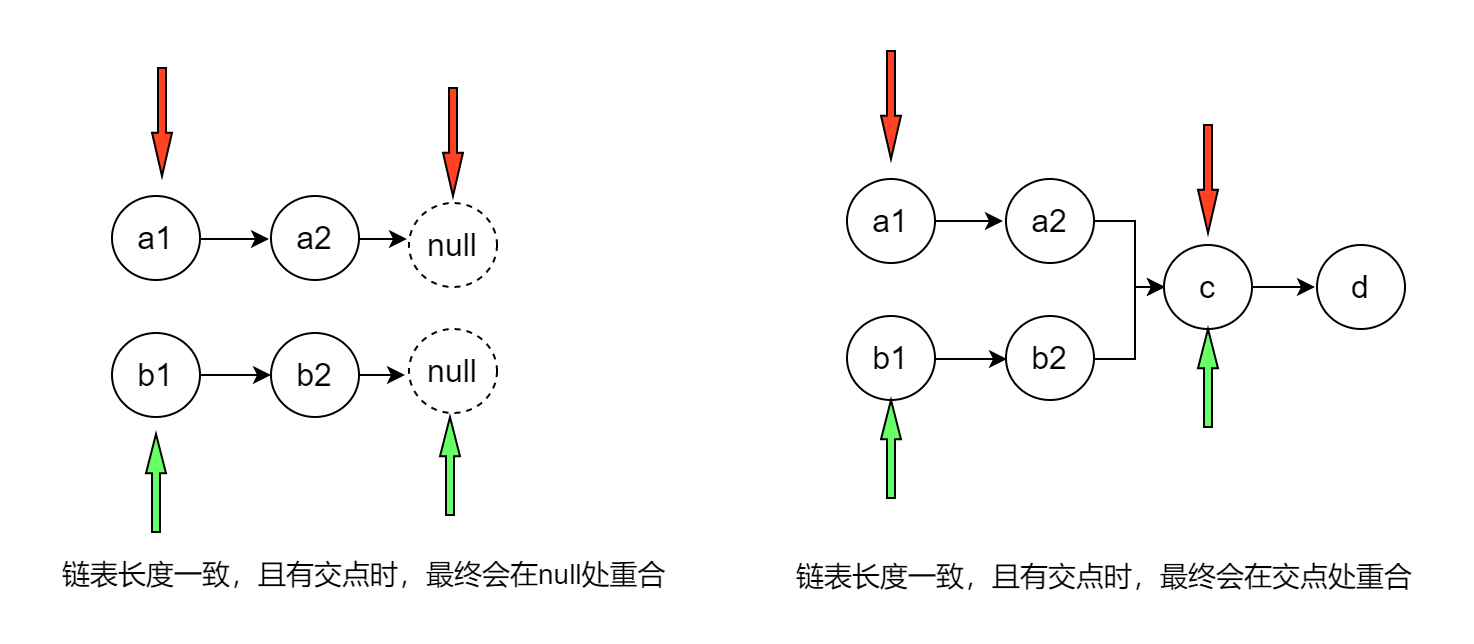 a1
a2
null
b1
b2
null
链表长度一致，且有交点时，最终会在null处重合
a1
a2
c
d
b1
b2
链表长度一致，且有交点时，最终会在交点处重合